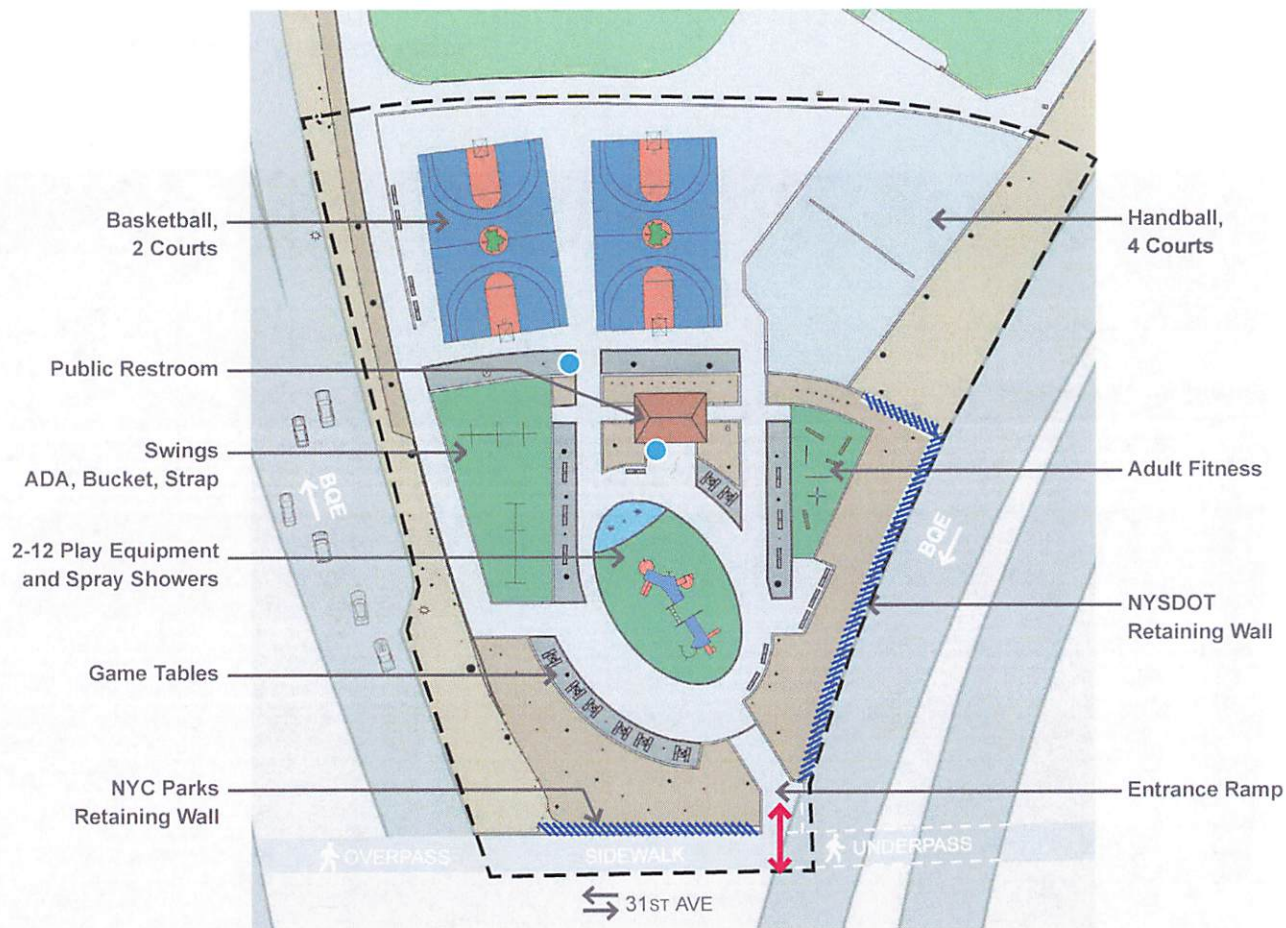 Basketball,
2 Courts
Public Restroom
Swings
ADA, Bucket, Strap
2-12 Play Equipment
and Spray Showers
Game Tables
NYC Parks
Retaining Wall
Handball,
4 Courts
Adult Fitness
NYSDOT
Retaining Wall
Entrance Ramp
BQE
BQE
OVERPASS
SIDEWALK
UNDERPASS
31ST AVE